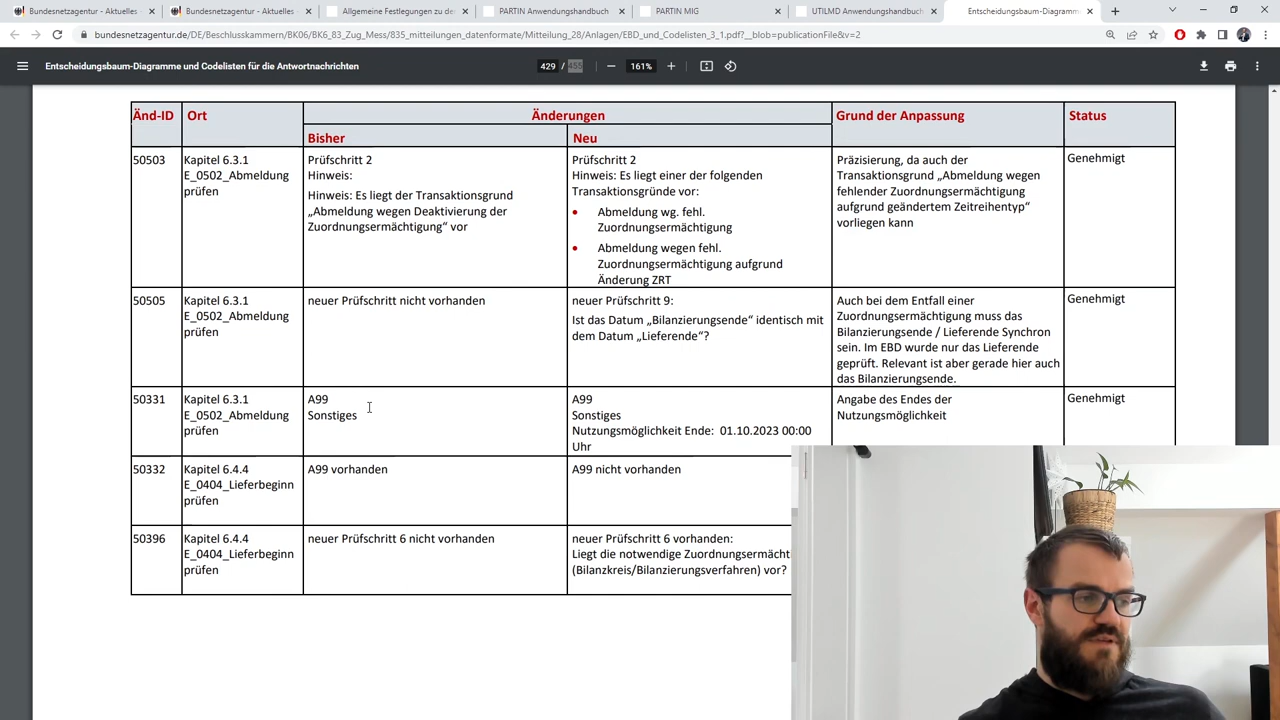 Bundesnetzagentur - Aktuelles -
Bundesnetzagentur - Aktuelles -
Allgemeine Festlegungen zu de
PARTIN Anwendungshandbuch
PARTIN MIG
UTILMD Anwendungshandbuch
Entscheidungsbaum-Diagramme
bundesnetzagentur.de/DE/Beschlusskammern/BK06/BK6_83_Zug_Mess/835_mitteilungen_datenformate/Mitteilung_28/Anlagen/EBD_und_Codelisten_3_1.pdf?__blob=publicationFile&v=2
Entscheidungsbaum-Diagramme und Codelisten für die Antwortnachrichten
429 / 455
161%
Änd-ID Ort Änderungen Grund der Anpassung Status
Bisher Neu
50503 Kapitel 6.3.1 Prüfschritt 2 Prüfschritt 2 Präzisierung, da auch der Genehmigt
E_0502_Abmeldung Hinweis: Hinweis: Es liegt einer der folgenden Transaktionsgrund „Abmeldung wegen
prüfen Hinweis: Es liegt der Transaktionsgrund Transaktionsgründe vor: fehlender Zuordnungsermächtigung
„Abmeldung wegen Deaktivierung der • Abmeldung wg. fehl. aufgrund geändertem Zeitreihentyp“
Zuordnungsermächtigung“ vor Zuordnungsermächtigung vorliegen kann
• Abmeldung wegen fehl.
Zuordnungsermächtigung aufgrund
Änderung ZRT
50505 Kapitel 6.3.1 neuer Prüfschritt nicht vorhanden neuer Prüfschritt 9: Auch bei dem Entfall einer Genehmigt
E_0502_Abmeldung Ist das Datum „Bilanzierungsende“ identisch mit Zuordnungsermächtigung muss das
prüfen dem Datum „Lieferende“? Bilanzierungsende / Lieferende Synchron
sein. Im EBD wurde nur das Lieferende
geprüft. Relevant ist aber gerade hier auch
das Bilanzierungsende.
50331 Kapitel 6.3.1 A99 A99 Angabe des Endes der Genehmigt
E_0502_Abmeldung Sonstiges Sonstiges Nutzungsmöglichkeit
prüfen Nutzungsmöglichkeit Ende: 01.10.2023 00:00
Uhr
50332 Kapitel 6.4.4 A99 vorhanden A99 nicht vorhanden
E_0404_Lieferbeginn
prüfen
50396 Kapitel 6.4.4 neuer Prüfschritt 6 nicht vorhanden neuer Prüfschritt 6 vorhanden:
E_0404_Lieferbeginn Liegt die notwendige Zuordnungsermächt
prüfen (Bilanzkreis/Bilanzierungsverfahren) vor?